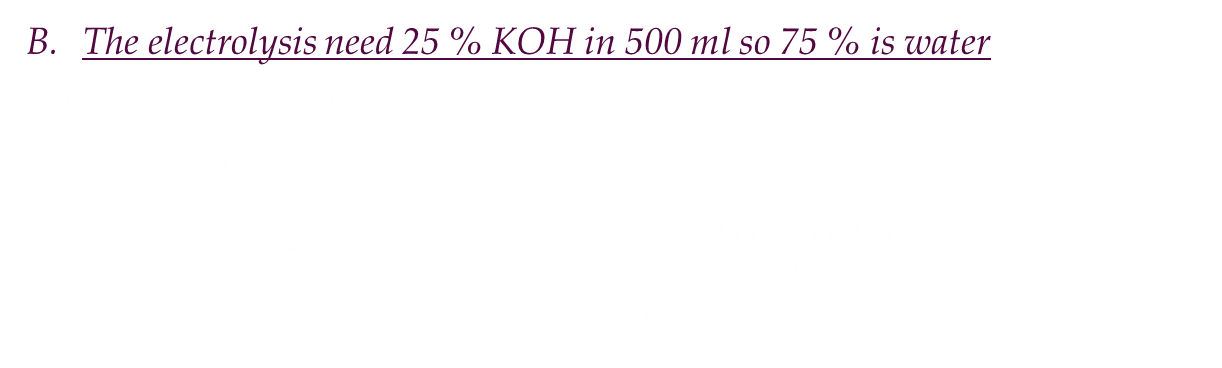 B. The electrolysis need 25 % KOH in 500 ml so 75 % is water